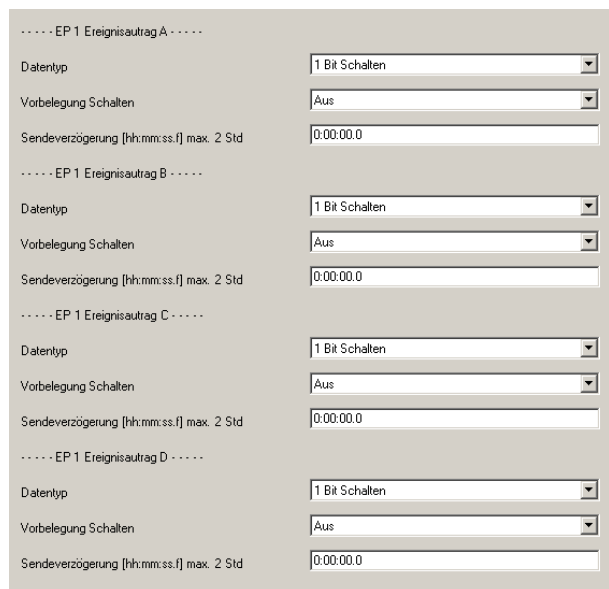 - - - - - EP 1 Ereignisautrag A - - - - -
Datentyp 1 Bit Schalten
Vorbelegung Schalten Aus
Sendeverzögerung [hh:mm:ss.f] max. 2 Std 0:00:00.0
- - - - - EP 1 Ereignisautrag B - - - - -
Datentyp 1 Bit Schalten
Vorbelegung Schalten Aus
Sendeverzögerung [hh:mm:ss.f] max. 2 Std 0:00:00.0
- - - - - EP 1 Ereignisautrag C - - - - -
Datentyp 1 Bit Schalten
Vorbelegung Schalten Aus
Sendeverzögerung [hh:mm:ss.f] max. 2 Std 0:00:00.0
- - - - - EP 1 Ereignisautrag D - - - - -
Datentyp 1 Bit Schalten
Vorbelegung Schalten Aus
Sendeverzögerung [hh:mm:ss.f] max. 2 Std 0:00:00.0